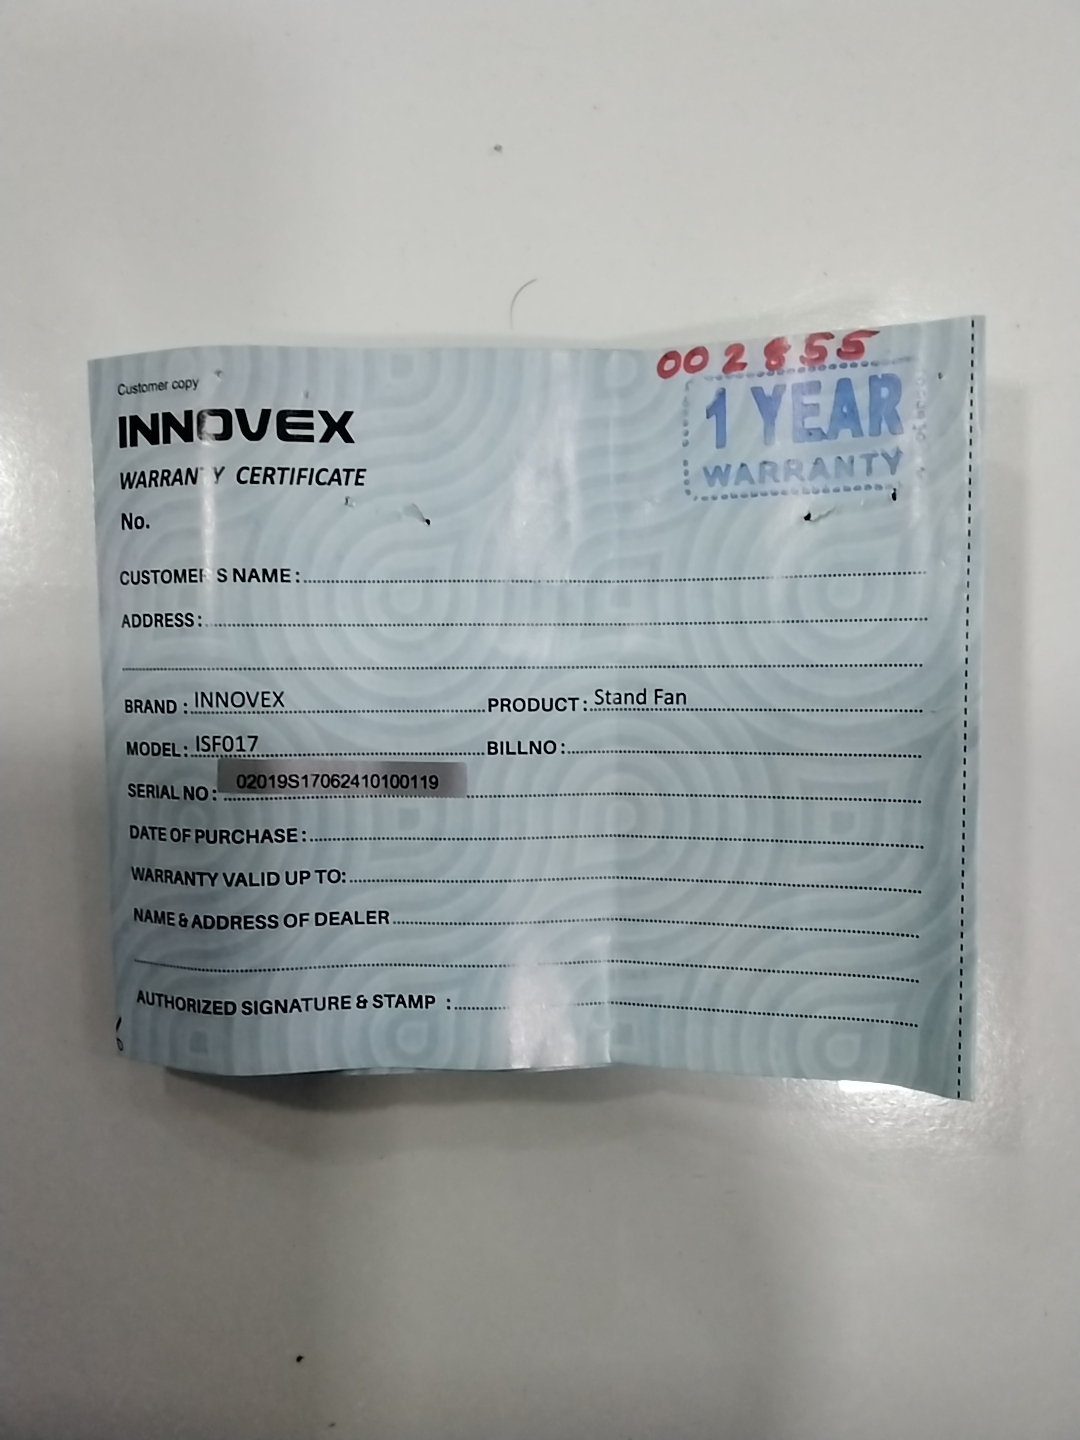 002855
Customer copy
INNOVEX
1 YEAR
WARRANTY
WARRANTY CERTIFICATE
No.
CUSTOMER'S NAME :
ADDRESS :
BRAND : INNOVEX PRODUCT : Stand Fan
MODEL : ISF017 BILLNO :
SERIAL NO : 02019S17062410100119
DATE OF PURCHASE :
WARRANTY VALID UP TO:
NAME & ADDRESS OF DEALER
AUTHORIZED SIGNATURE & STAMP :